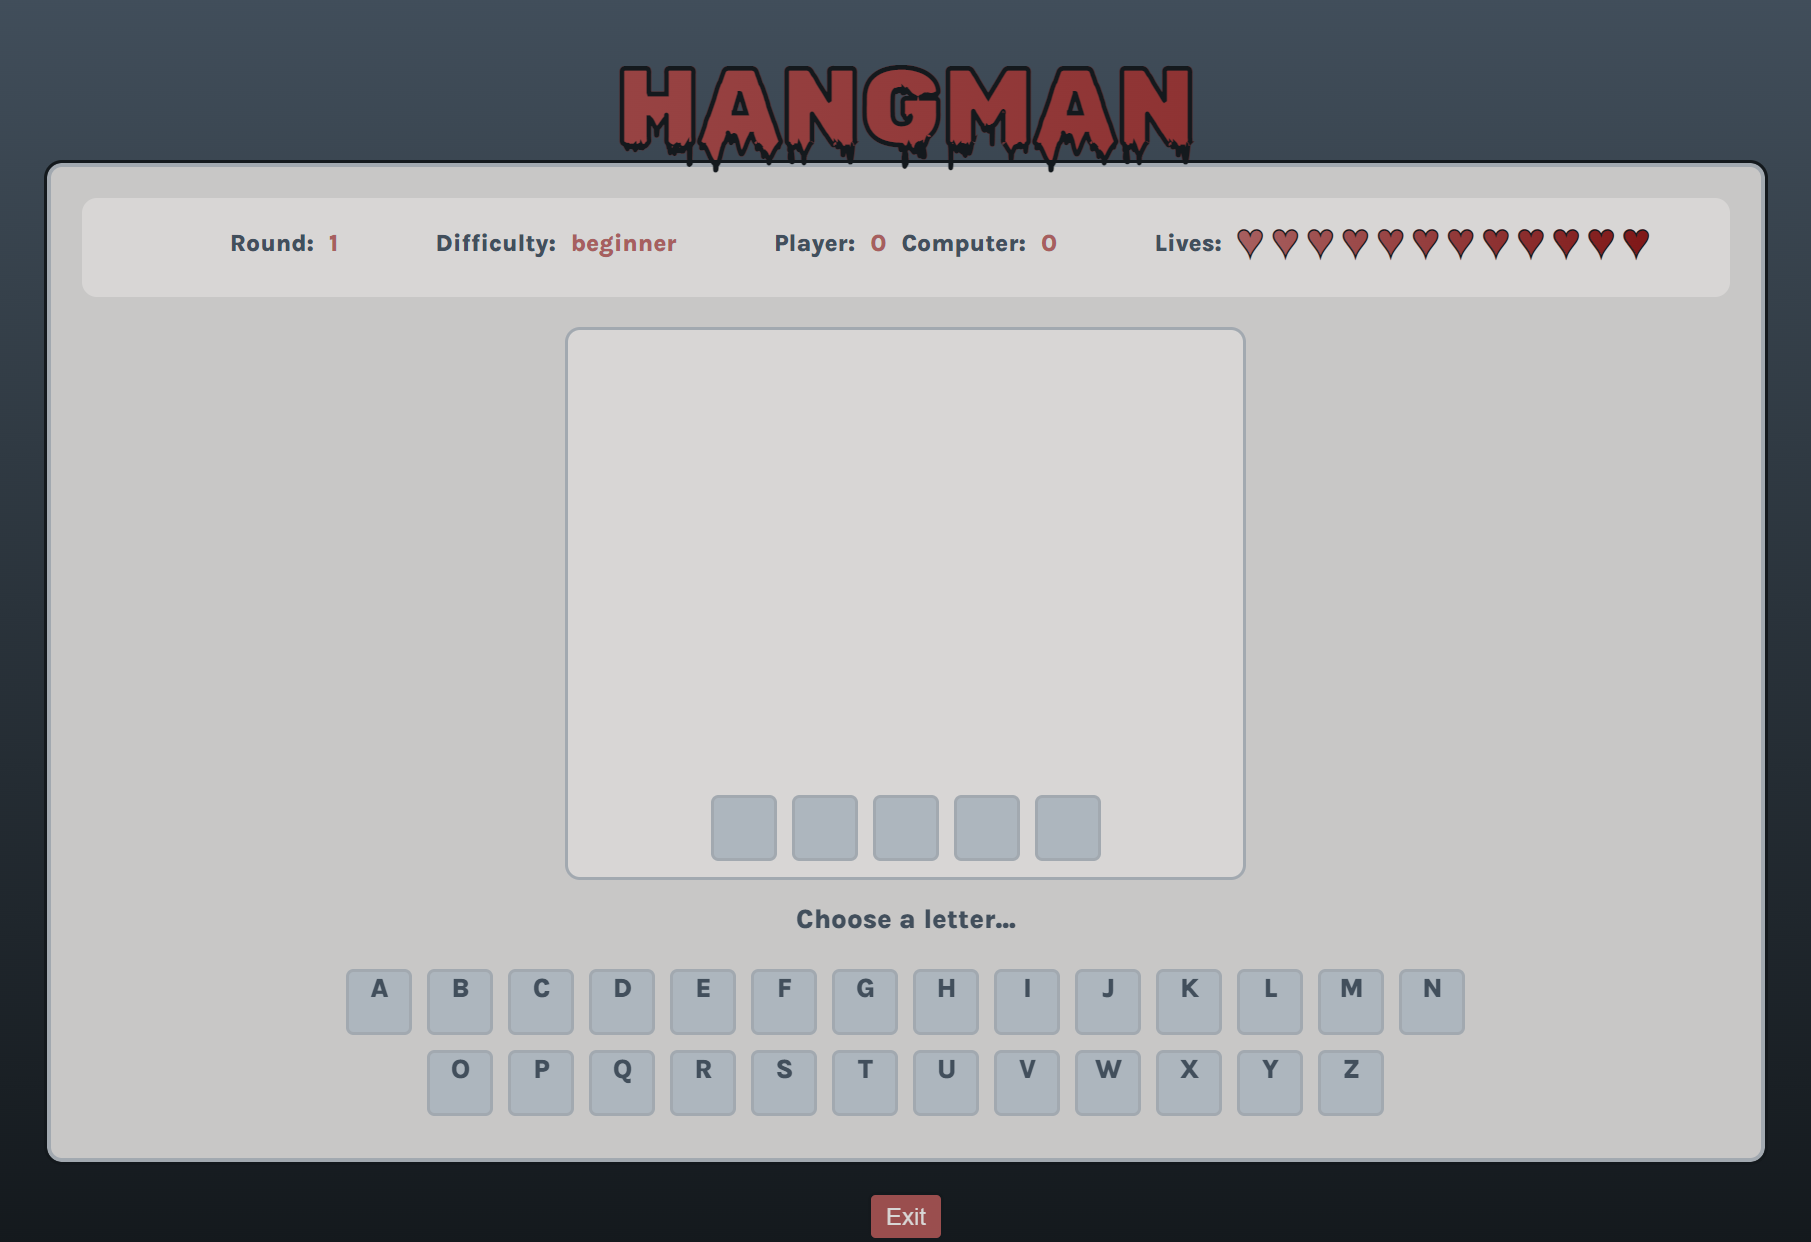 HANGMAN
Round: 1 Difficulty: beginner Player: 0 Computer: 0 Lives: ♥♥♥♥♥♥♥♥♥♥♥♥
Choose a letter...
A B C D E F G H I J K L M N
O P Q R S T U V W X Y Z
Exit